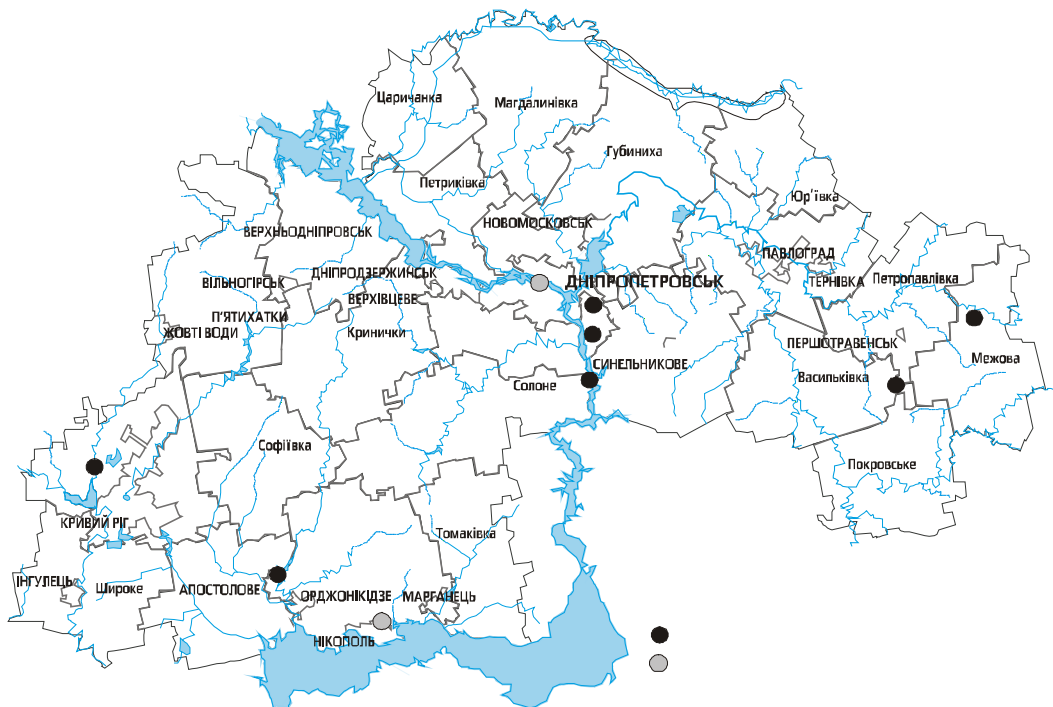 Царичанка
Магдалинівка
Губиниха
Петриківка
Юр'ївка
НОВОМОСКОВСЬК
ВЕРХНЬОДНІПРОВСЬК
ПАВЛОГРАД
ДНІПРОДЗЕРЖИНСЬК
ДНІПРОПЕТРОВСЬК
ТЕРНІВКА
Петропавлівка
ВІЛЬНОГІРСЬК
ВЕРХІВЦЕВЕ
П'ЯТИХАТКИ
ЖОВТІ ВОДИ
Кринички
ПЕРШОТРАВЕНСЬК
Межова
СИНЕЛЬНИКОВЕ
Васильківка
Солоне
Софіївка
Покровське
КРИВИЙ РІГ
Томаківка
ІНГУЛЕЦЬ
Широке
АПОСТОЛОВЕ
ОРДЖОНІКІДЗЕ
МАРГАНЕЦЬ
НІКОПОЛЬ